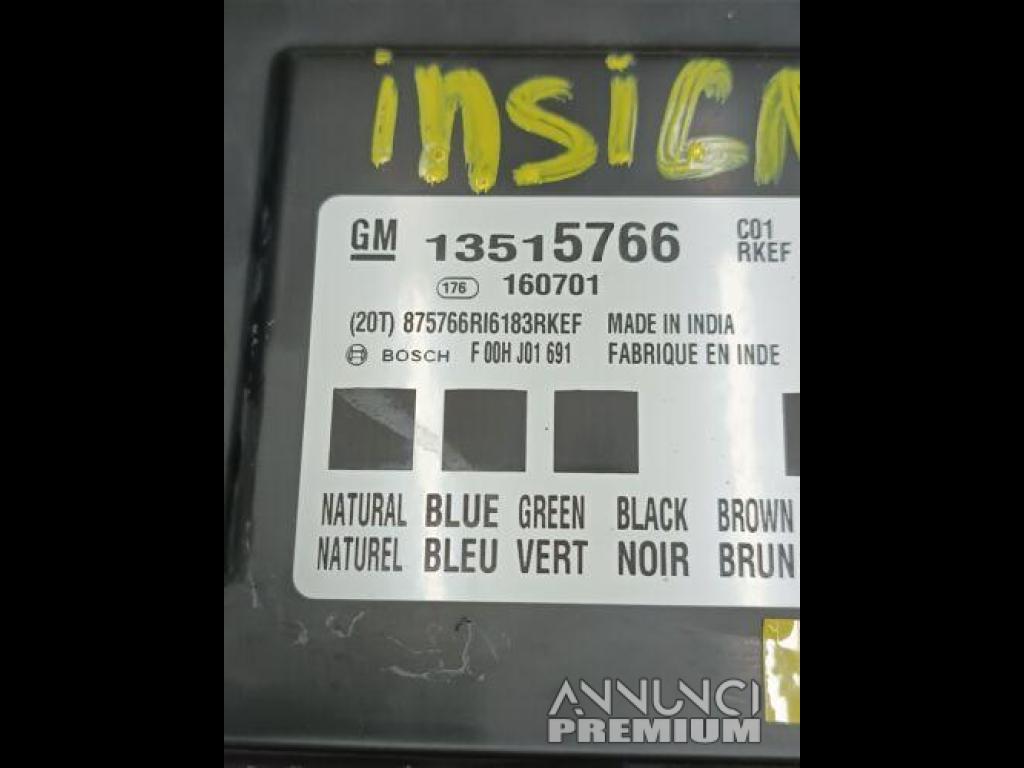 insign
GM 13515766 C01
RKEF
176 160701
(20T) 875766RI6183RKEF MADE IN INDIA
BOSCH F 00H J01 691 FABRIQUE EN INDE
NATURAL BLUE GREEN BLACK BROWN
NATUREL BLEU VERT NOIR BRUN
ANNUNCI
PREMIUM